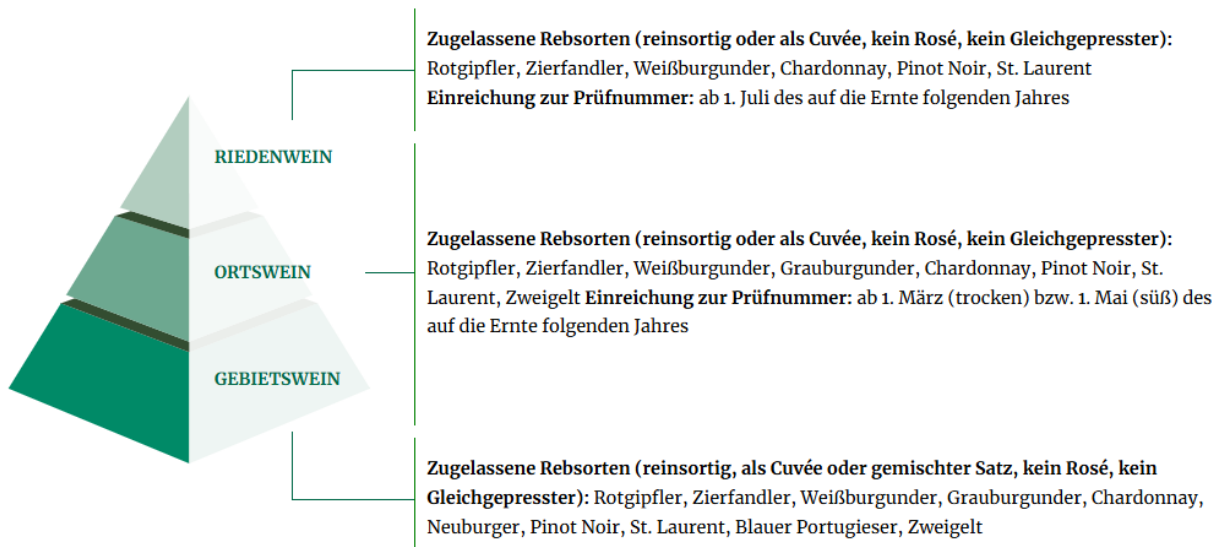 Zugelassene Rebsorten (reinsortig oder als Cuvée, kein Rosé, kein Gleichgepresster):
Rotgipfler, Zierfandler, Weißburgunder, Chardonnay, Pinot Noir, St. Laurent
Einreichung zur Prüfnummer: ab 1. Juli des auf die Ernte folgenden Jahres
RIEDENWEIN
Zugelassene Rebsorten (reinsortig oder als Cuvée, kein Rosé, kein Gleichgepresster):
Rotgipfler, Zierfandler, Weißburgunder, Grauburgunder, Chardonnay, Pinot Noir, St.
Laurent, Zweigelt Einreichung zur Prüfnummer: ab 1. März (trocken) bzw. 1. Mai (süß) des
auf die Ernte folgenden Jahres
ORTSWEIN
GEBIETSWEIN
Zugelassene Rebsorten (reinsortig, als Cuvée oder gemischter Satz, kein Rosé, kein
Gleichgepresster): Rotgipfler, Zierfandler, Weißburgunder, Grauburgunder, Chardonnay,
Neuburger, Pinot Noir, St. Laurent, Blauer Portugieser, Zweigelt